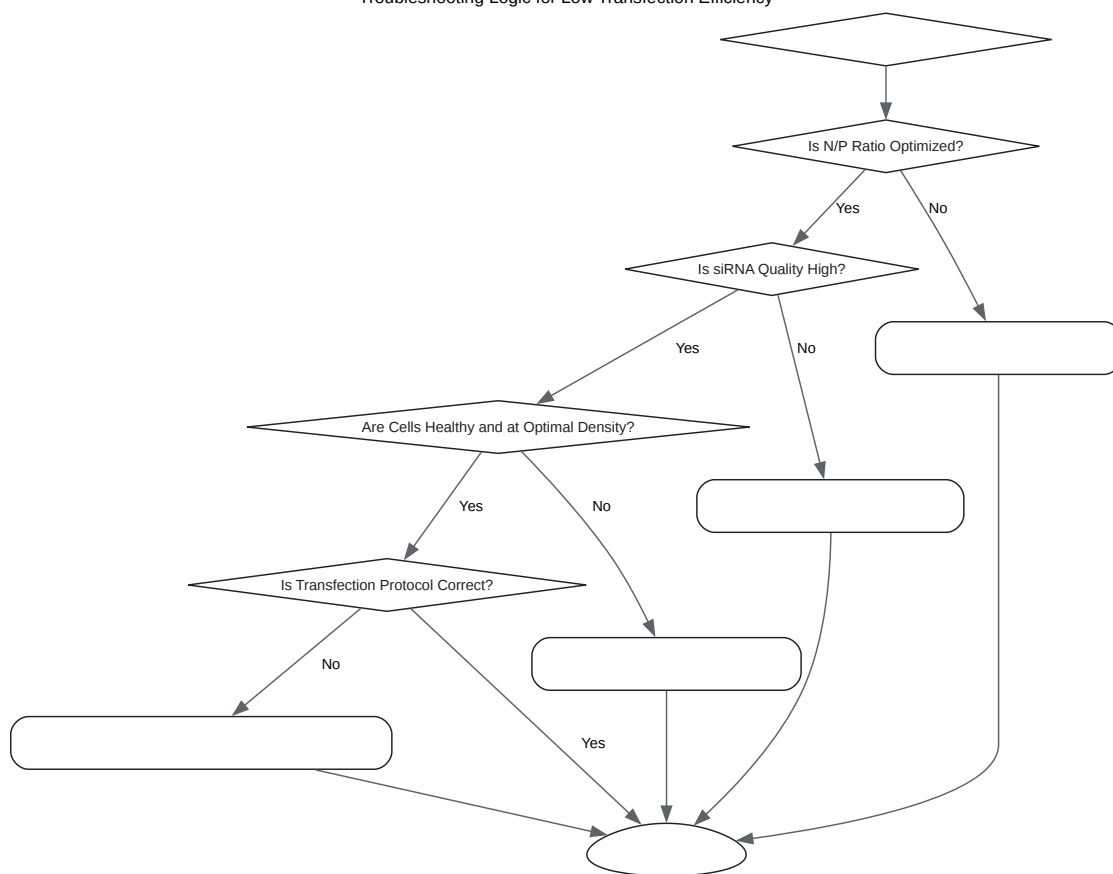 Troubleshooting Logic for Low Transfection Efficiency
Is N/P Ratio Optimized?
Yes
No
Is siRNA Quality High?
Yes
No
Are Cells Healthy and at Optimal Density?
Yes
No
Is Transfection Protocol Correct?
No
Yes